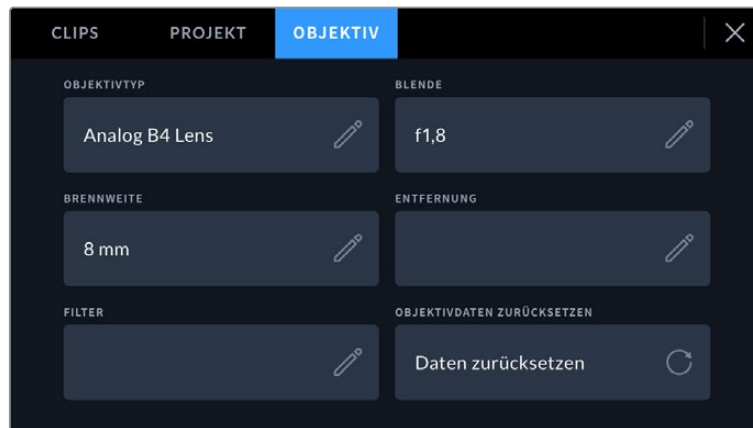 CLIPS PROJEKT OBJEKTIV
OBJEKTIVTYP BLENDE
Analog B4 Lens f1,8
BRENNWEITE ENTFERNUNG
8 mm
FILTER OBJEKTIVDATEN ZURÜCKSETZEN
Daten zurücksetzen